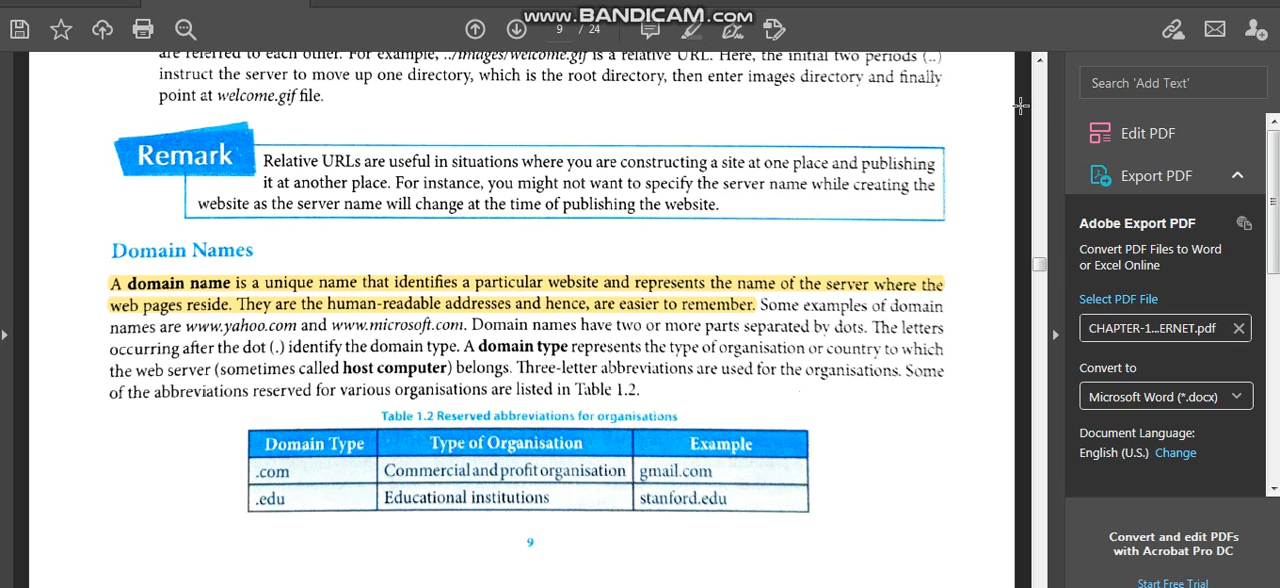 www.BANDICAM.com
9 / 24
are referred to each other. For example, ../images/welcome.gif is a relative URL. Here, the initial two periods (..)
instruct the server to move up one directory, which is the root directory, then enter images directory and finally
point at welcome.gif file.
Remark
Relative URLs are useful in situations where you are constructing a site at one place and publishing
it at another place. For instance, you might not want to specify the server name while creating the
website as the server name will change at the time of publishing the website.
Domain Names
A domain name is a unique name that identifies a particular website and represents the name of the server where the
web pages reside. They are the human-readable addresses and hence, are easier to remember. Some examples of domain
names are www.yahoo.com and www.microsoft.com. Domain names have two or more parts separated by dots. The letters
occurring after the dot (.) identify the domain type. A domain type represents the type of organisation or country to which
the web server (sometimes called host computer) belongs. Three-letter abbreviations are used for the organisations. Some
of the abbreviations reserved for various organisations are listed in Table 1.2.
Table 1.2 Reserved abbreviations for organisations
Domain Type Type of Organisation Example
.com Commercial and profit organisation gmail.com
.edu Educational institutions stanford.edu
9
Search 'Add Text'
Edit PDF
Export PDF
Adobe Export PDF
Convert PDF Files to Word
or Excel Online
Select PDF File
CHAPTER-1...ERNET.pdf
Convert to
Microsoft Word (*.docx)
Document Language:
English (U.S.) Change
Convert and edit PDFs
with Acrobat Pro DC
Start Free Trial